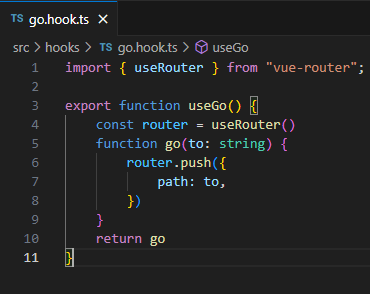 TS go.hook.ts ×
src > hooks > TS go.hook.ts > useGo
1 import { useRouter } from "vue-router";
2
3 export function useGo() {
4     const router = useRouter()
5     function go(to: string) {
6         router.push({
7             path: to,
8         })
9     }
10     return go
11 }